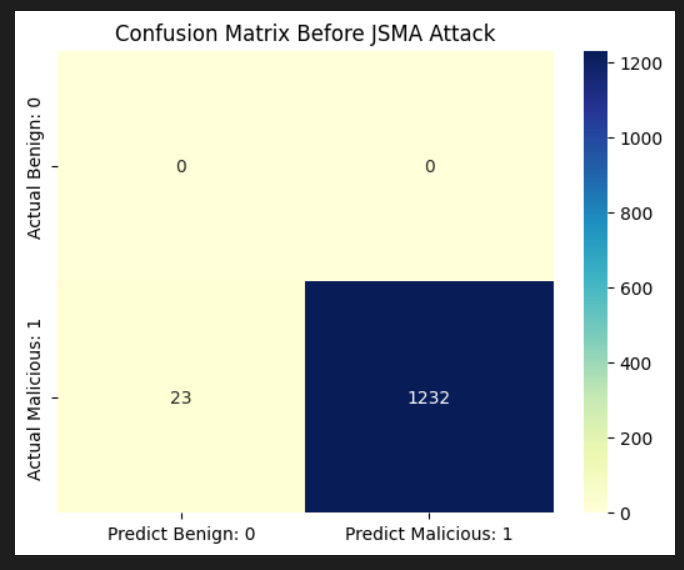 Confusion Matrix Before JSMA Attack
Actual Benign: 0
0 0
Actual Malicious: 1
23 1232
Predict Benign: 0 Predict Malicious: 1
1200
1000
800
600
400
200
0